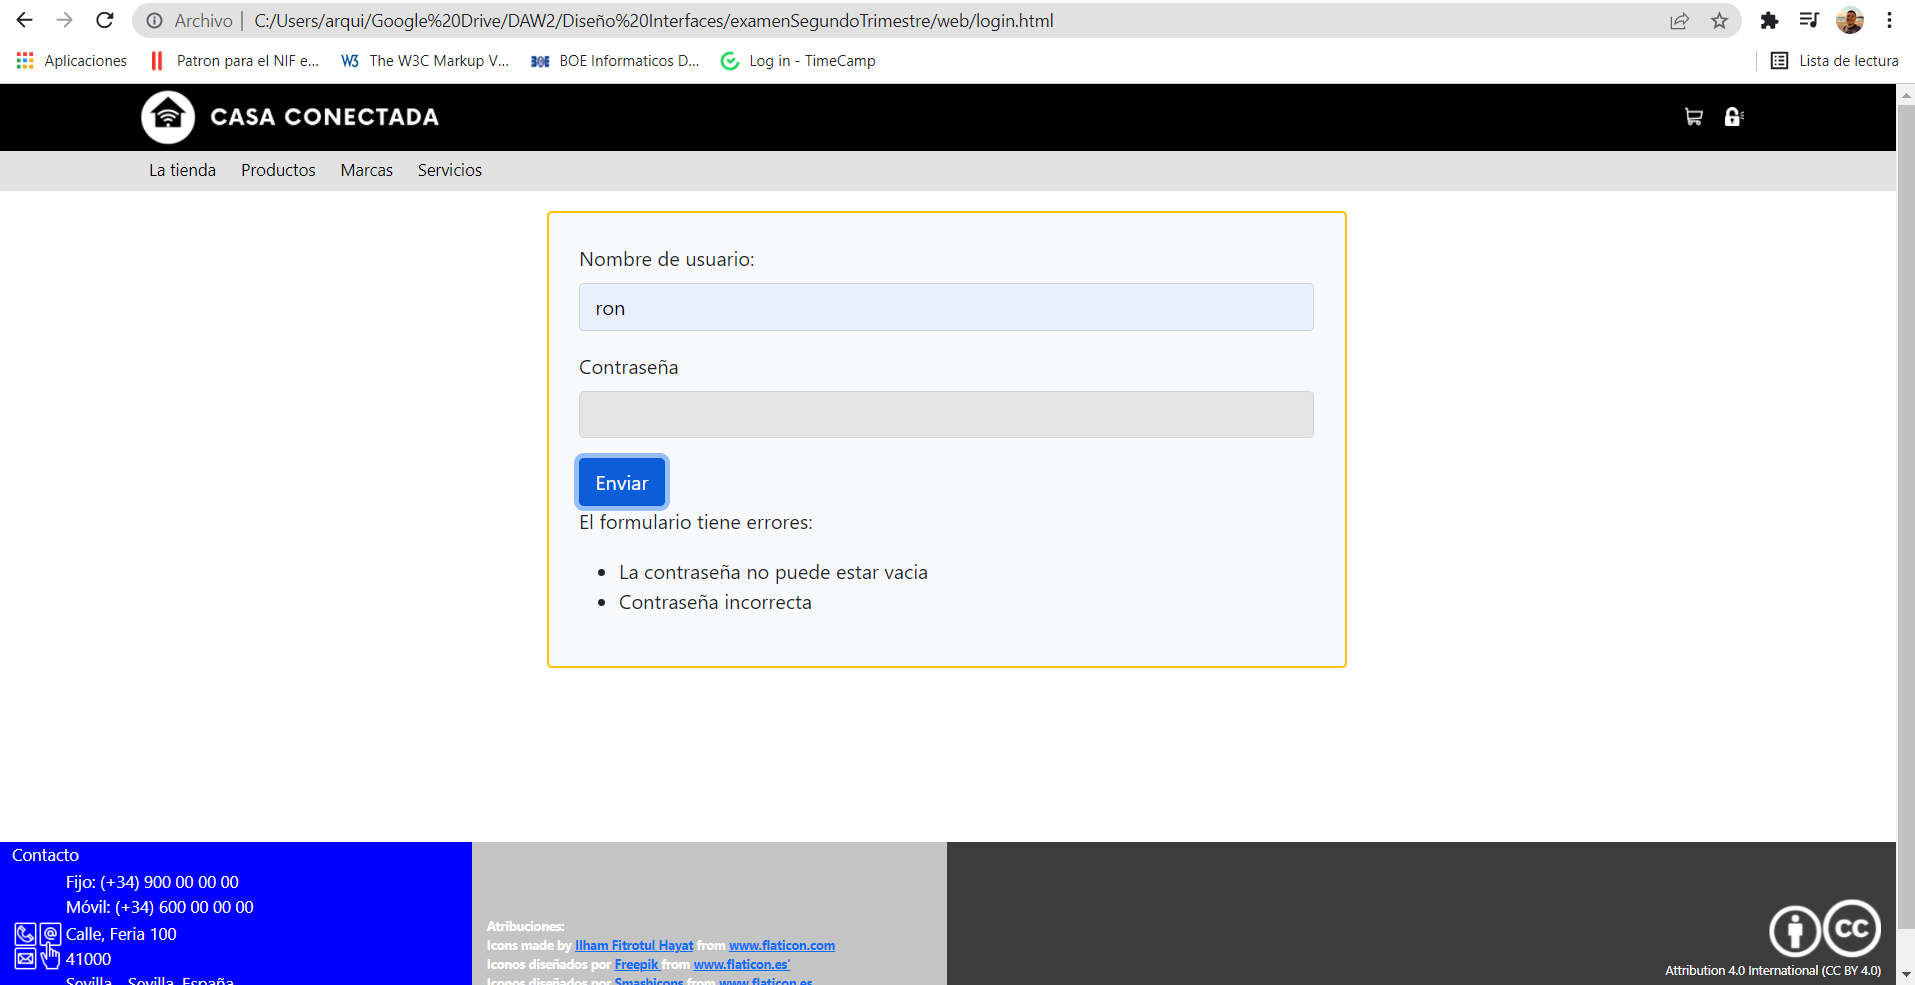 Archivo | C:/Users/arqui/Google%20Drive/DAW2/Diseño%20Interfaces/examenSegundoTrimestre/web/login.html
Aplicaciones Patron para el NIF e... W3 The W3C Markup V... BOE BOE Informaticos D... Log in - TimeCamp Lista de lectura
CASA CONECTADA
La tienda Productos Marcas Servicios
Nombre de usuario:
ron
Contraseña
Enviar
El formulario tiene errores:
• La contraseña no puede estar vacia
• Contraseña incorrecta
Contacto
Fijo: (+34) 900 00 00 00
Móvil: (+34) 600 00 00 00
Calle, Feria 100
41000
Sevilla - Sevilla, España
Atribuciones:
Icons made by Ilham Fitrotul Hayat from www.flaticon.com
Iconos diseñados por Freepik from www.flaticon.es'
Iconos diseñados por Smashicons from www.flaticon.es
CC
Attribution 4.0 International (CC BY 4.0)